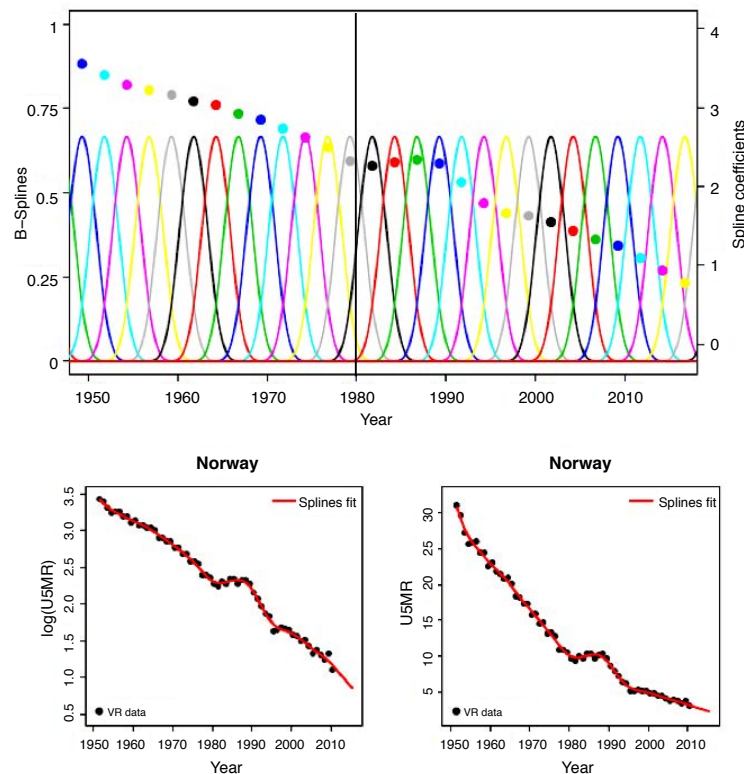 1
0.75
0.5
0.25
0
B–Splines
4
3
2
1
0
Spline coefficients
1950 1960 1970 1980 1990 2000 2010
Year
Norway
3.5
3.0
2.5
2.0
1.5
1.0
0.5
log(U5MR)
Splines fit
VR data
1950 1960 1970 1980 1990 2000 2010
Year
Norway
30
25
20
15
10
5
U5MR
Splines fit
VR data
1950 1960 1970 1980 1990 2000 2010
Year